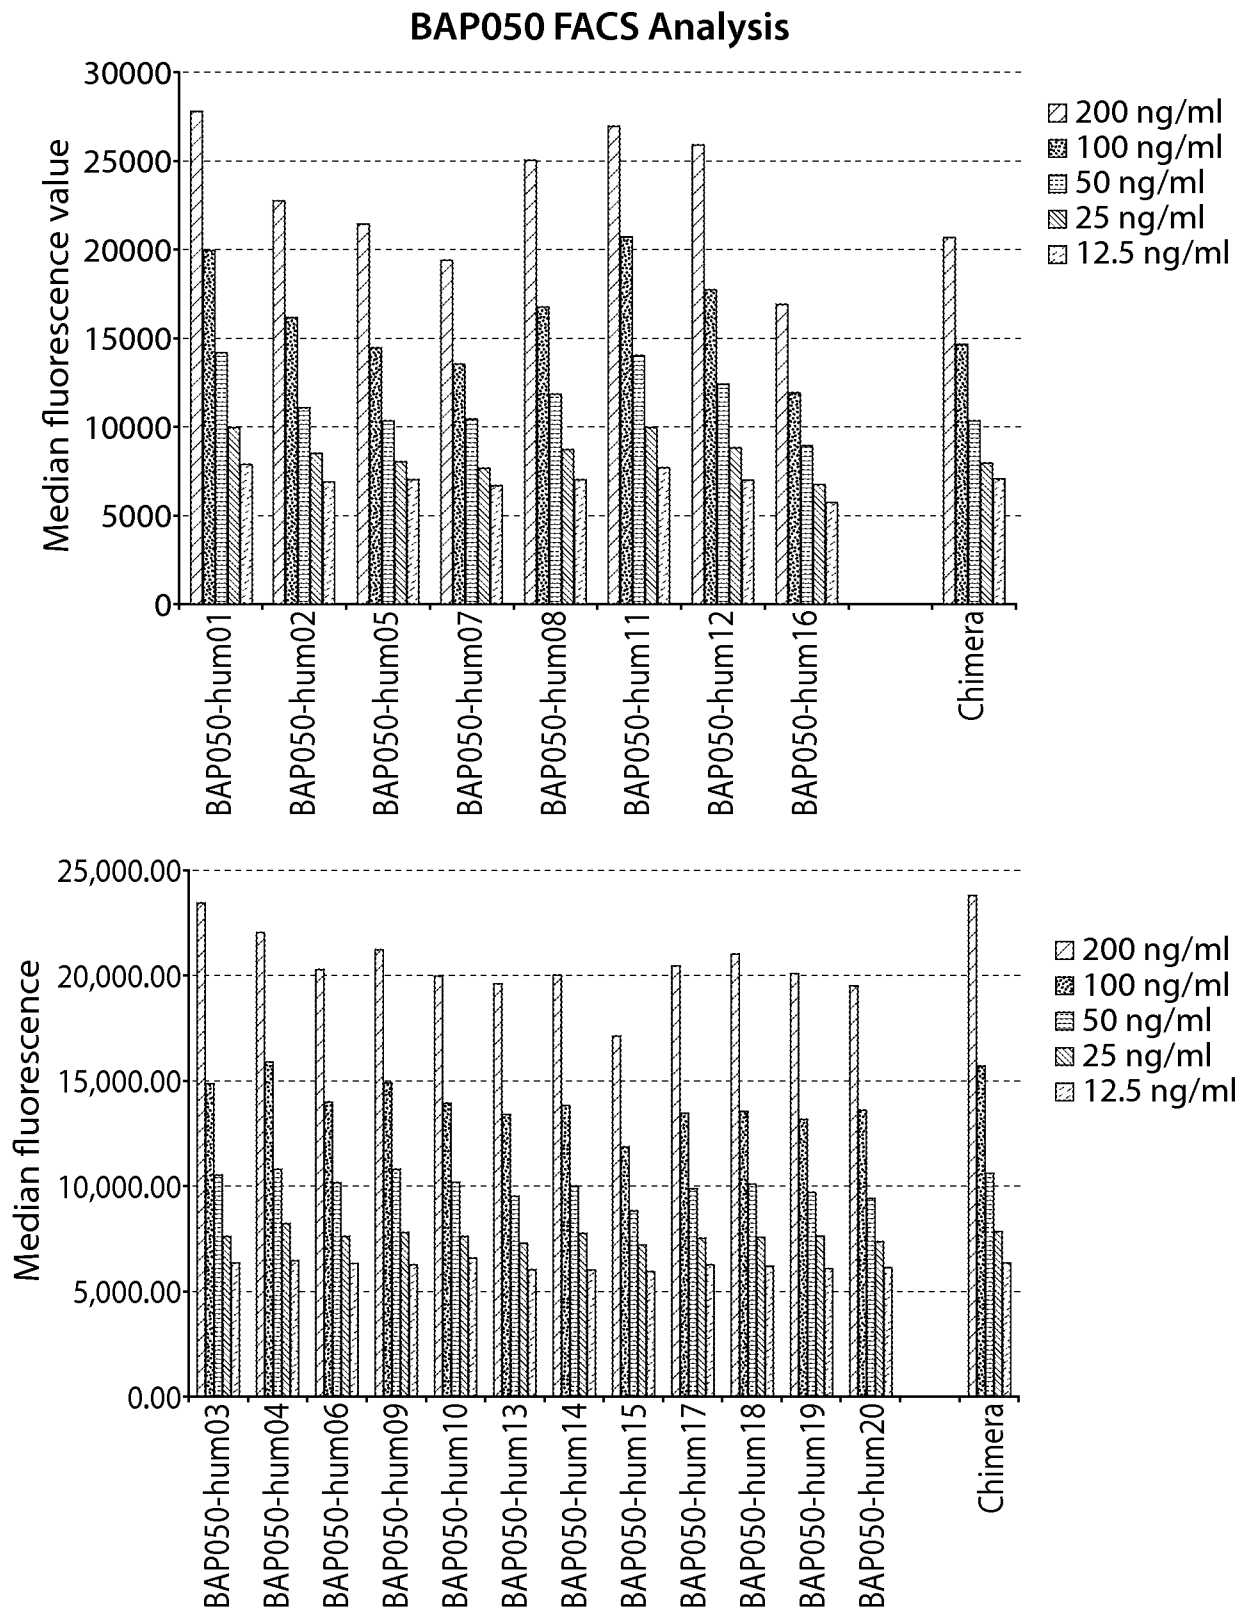 BAP050 FACS Analysis
Median fluorescence value
30000
25000
20000
15000
10000
5000
0
BAP050-hum01
BAP050-hum02
BAP050-hum05
BAP050-hum07
BAP050-hum08
BAP050-hum11
BAP050-hum12
BAP050-hum16
Chimera
200 ng/ml
100 ng/ml
50 ng/ml
25 ng/ml
12.5 ng/ml
Median fluorescence
25,000.00
20,000.00
15,000.00
10,000.00
5,000.00
0.00
BAP050-hum03
BAP050-hum04
BAP050-hum06
BAP050-hum09
BAP050-hum10
BAP050-hum13
BAP050-hum14
BAP050-hum15
BAP050-hum17
BAP050-hum18
BAP050-hum19
BAP050-hum20
Chimera
200 ng/ml
100 ng/ml
50 ng/ml
25 ng/ml
12.5 ng/ml